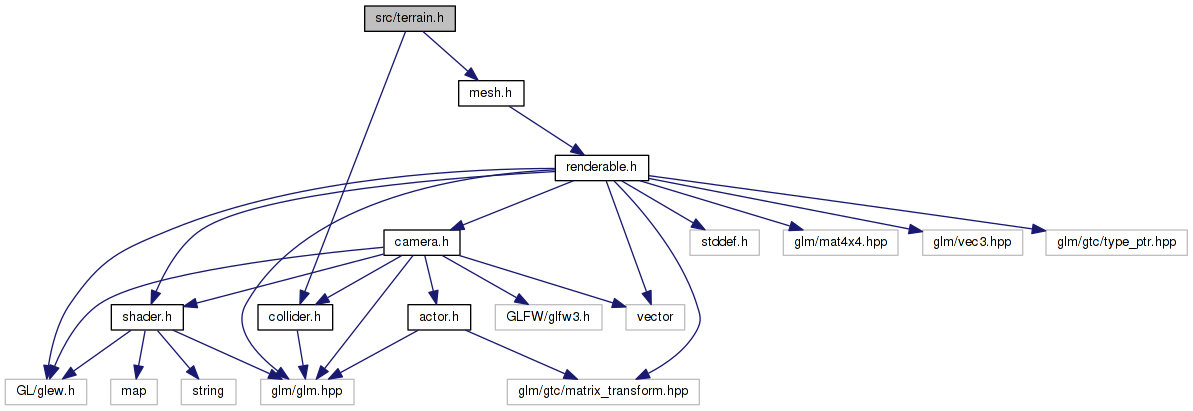 src/terrain.h
mesh.h
renderable.h
camera.h
stddef.h
glm/mat4x4.hpp
glm/vec3.hpp
glm/gtc/type_ptr.hpp
shader.h
collider.h
actor.h
GLFW/glfw3.h
vector
GL/glew.h
map
string
glm/glm.hpp
glm/gtc/matrix_transform.hpp